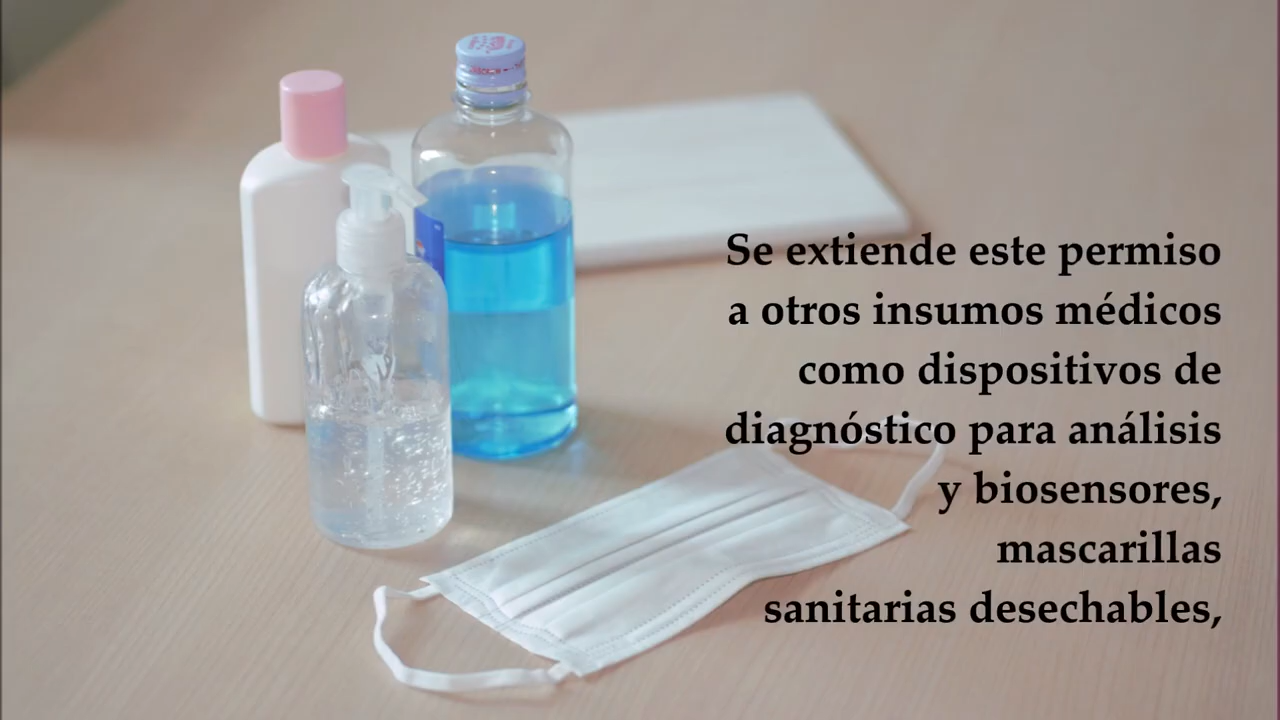 Se extiende este permiso
a otros insumos médicos
como dispositivos de
diagnóstico para análisis
y biosensores,
mascarillas
sanitarias desechables,